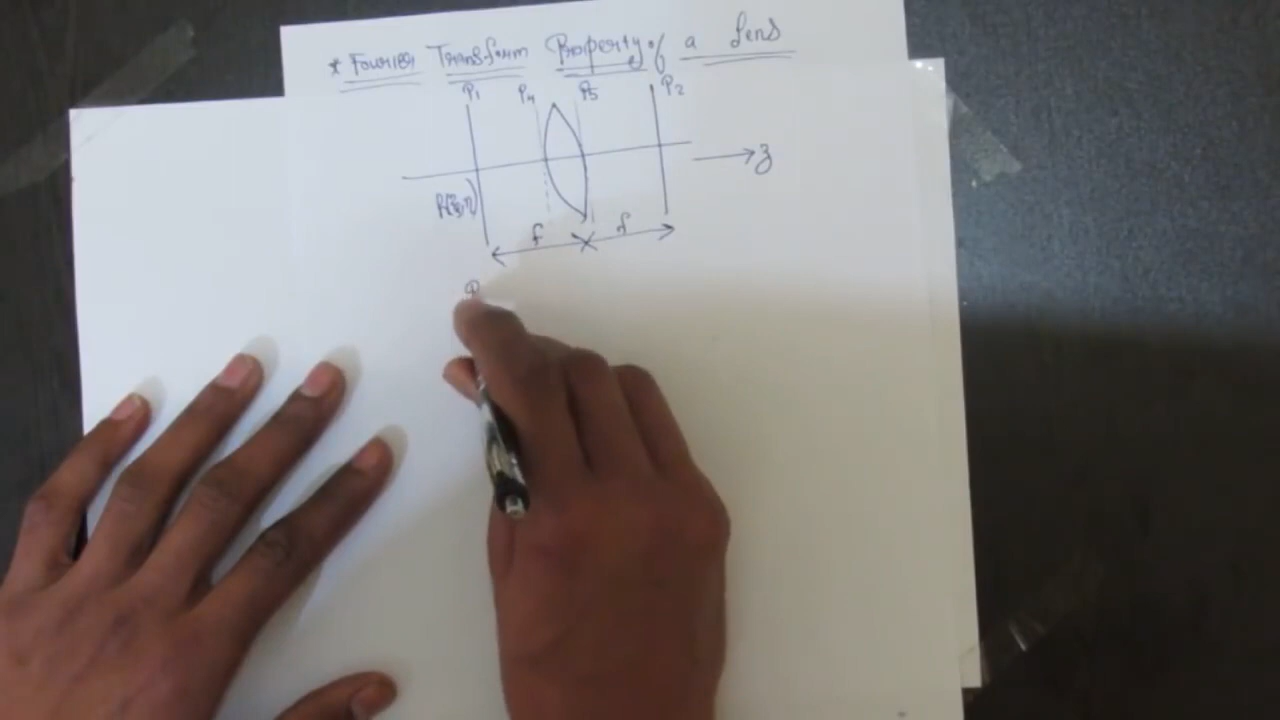 * Fourier Transform Property of a Lens
P1 P4 P5 P2
z
P(ξ,η)
f f
P